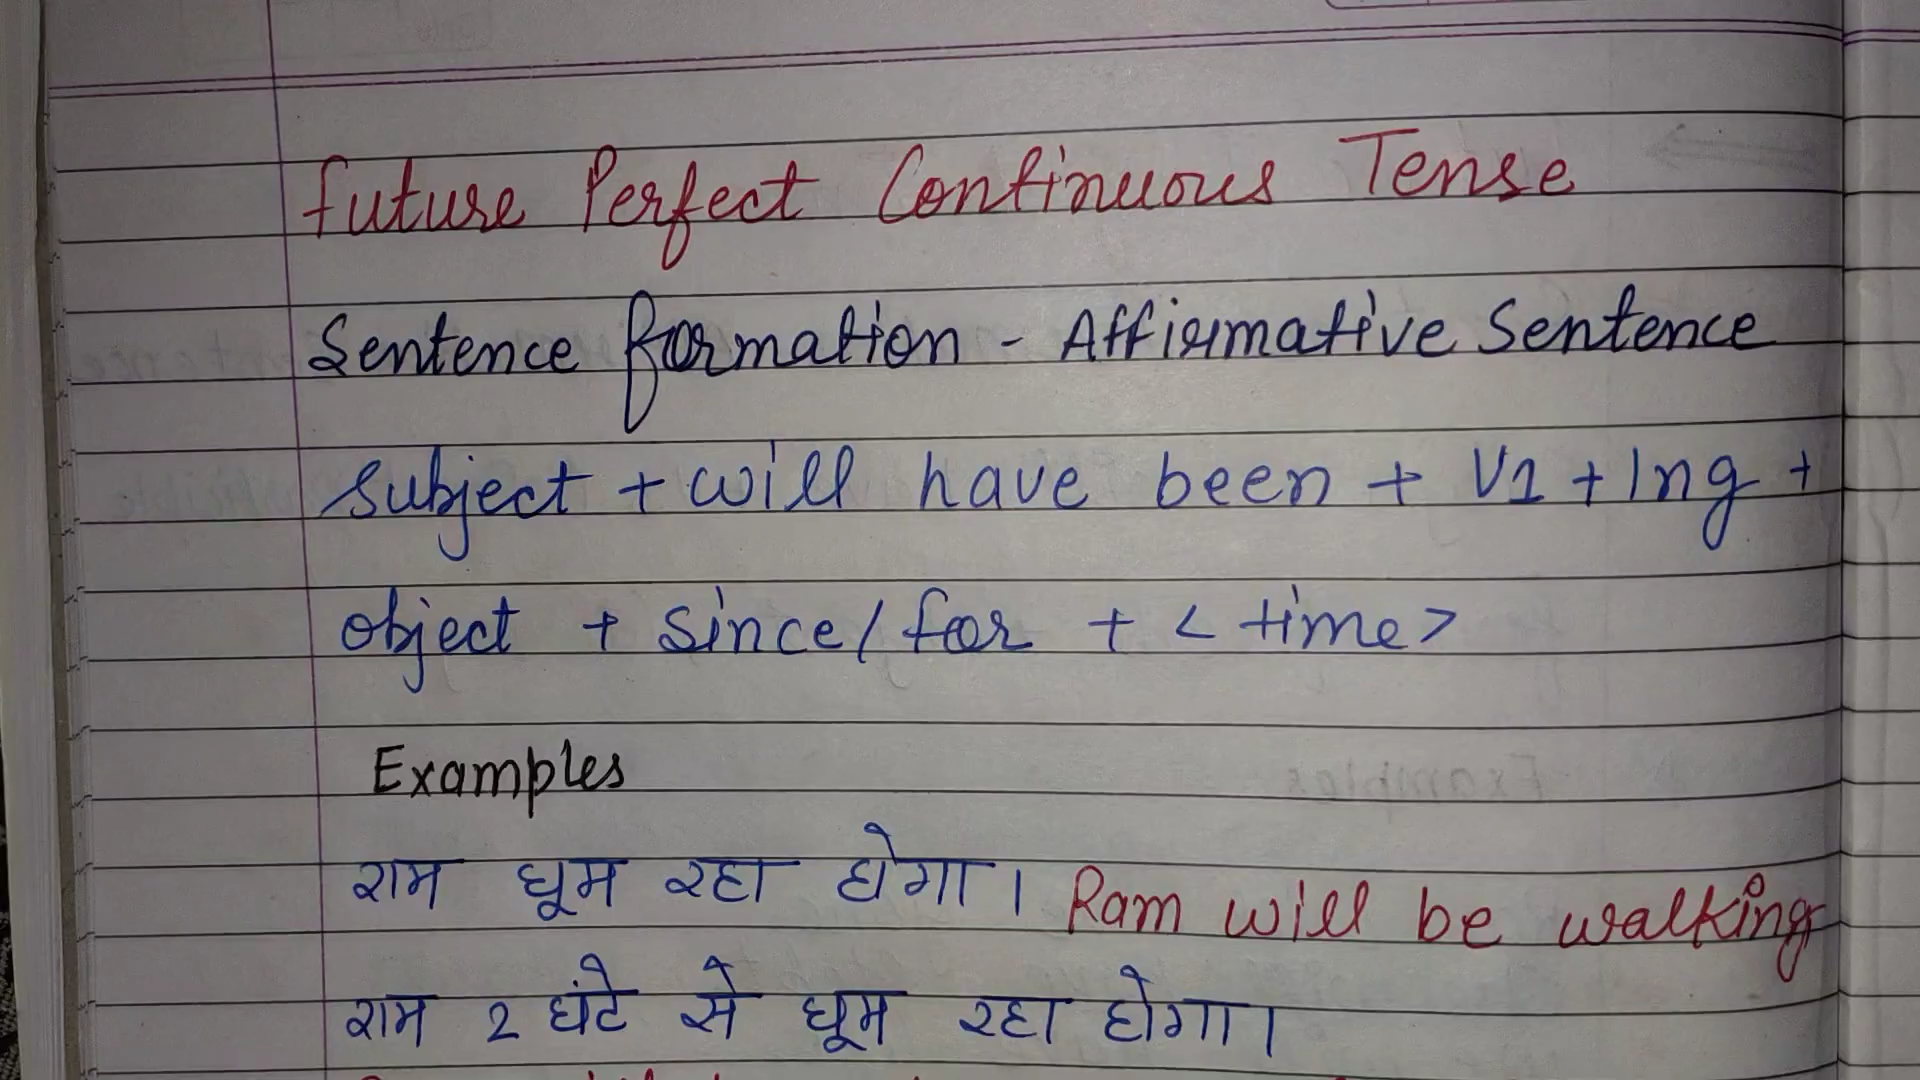 Future Perfect Continuous Tense
Sentence formation - Affirmative Sentence
Subject + will have been + V1 + Ing +
object + since/for + <time>
Examples
राम घूम रहा होगा। Ram will be walking
राम 2 घंटे से घूम रहा होगा।